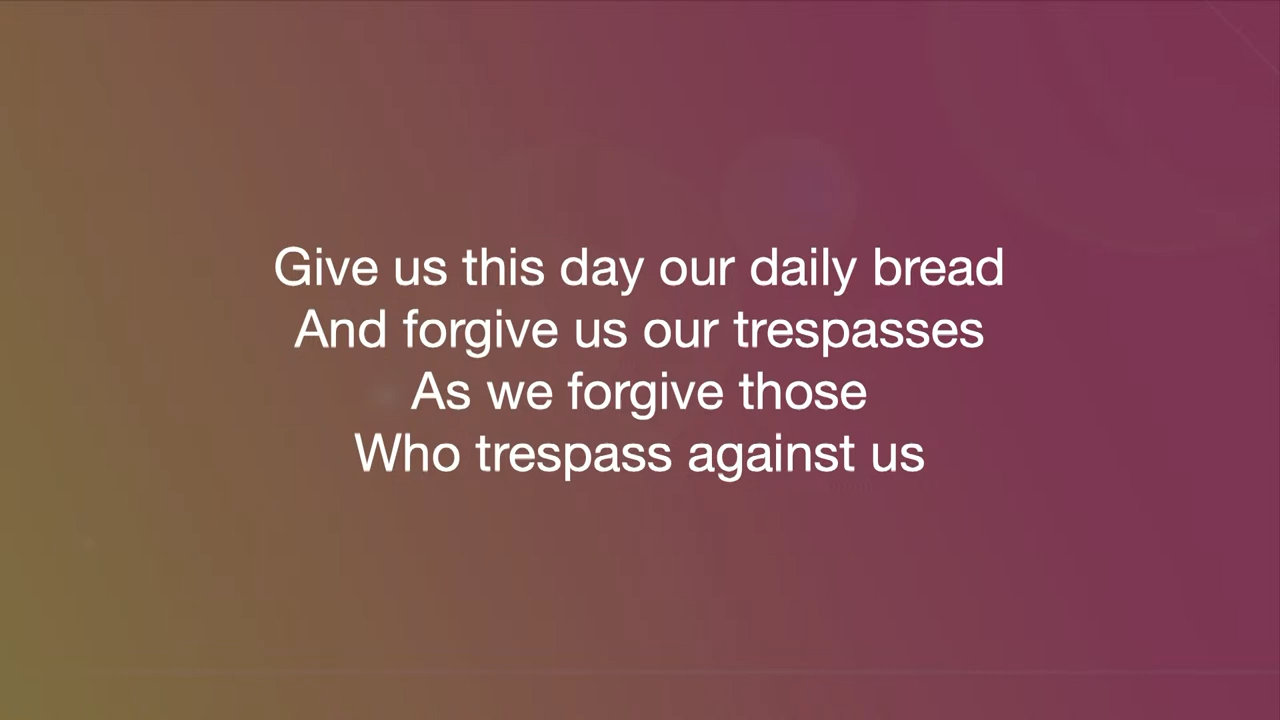 Give us this day our daily bread
And forgive us our trespasses
As we forgive those
Who trespass against us